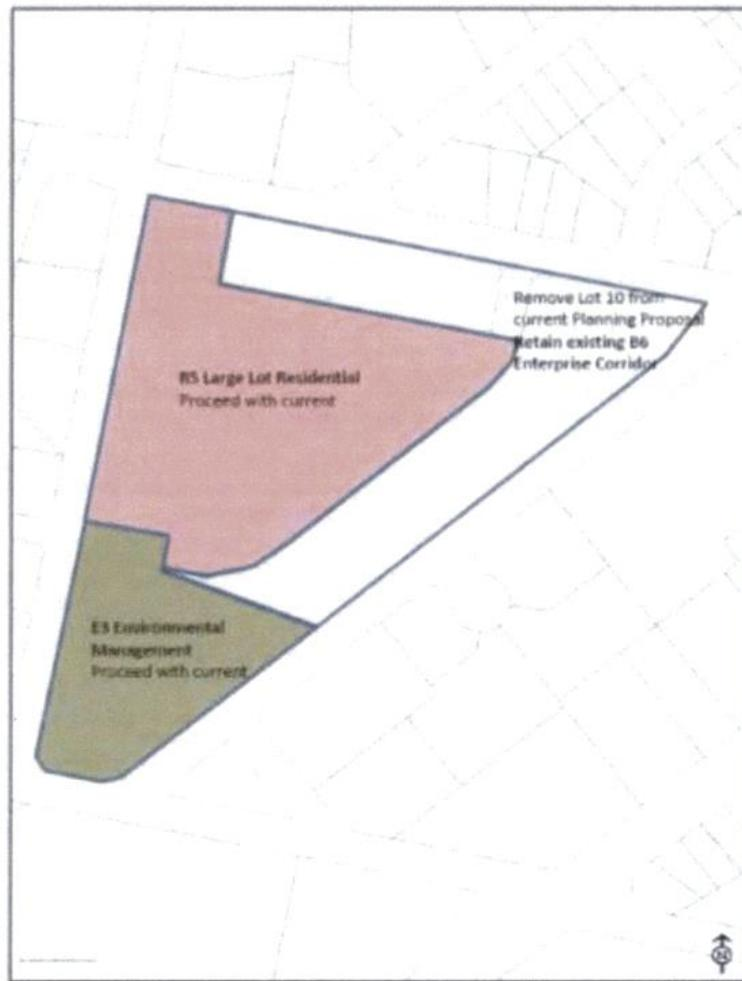 Remove Lot 10 from
current Planning Proposal
Retain existing B6
Enterprise Corridor
R5 Large Lot Residential
Proceed with current
E3 Environmental
Management
Proceed with current